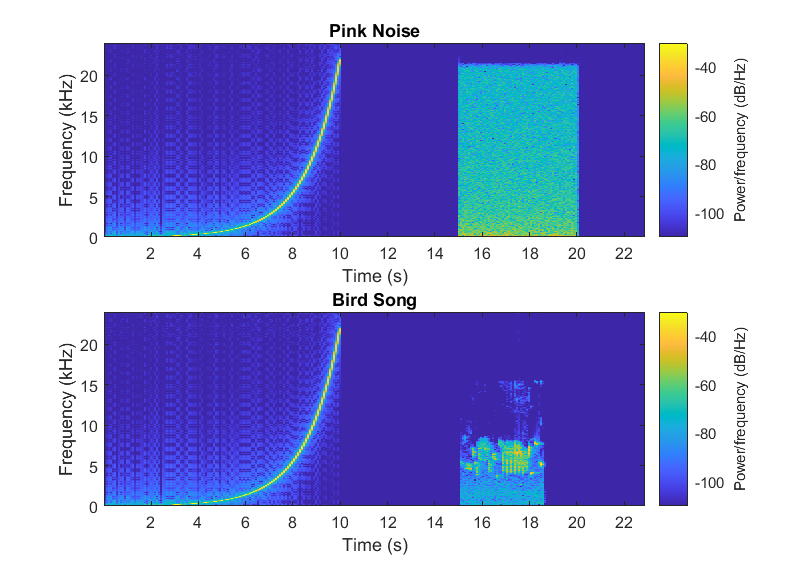 Pink Noise
20
15
10
5
0
Frequency (kHz)
2 4 6 8 10 12 14 16 18 20 22
Time (s)
-40
-60
-80
-100
Power/frequency (dB/Hz)
Bird Song
20
15
10
5
0
Frequency (kHz)
2 4 6 8 10 12 14 16 18 20 22
Time (s)
-40
-60
-80
-100
Power/frequency (dB/Hz)